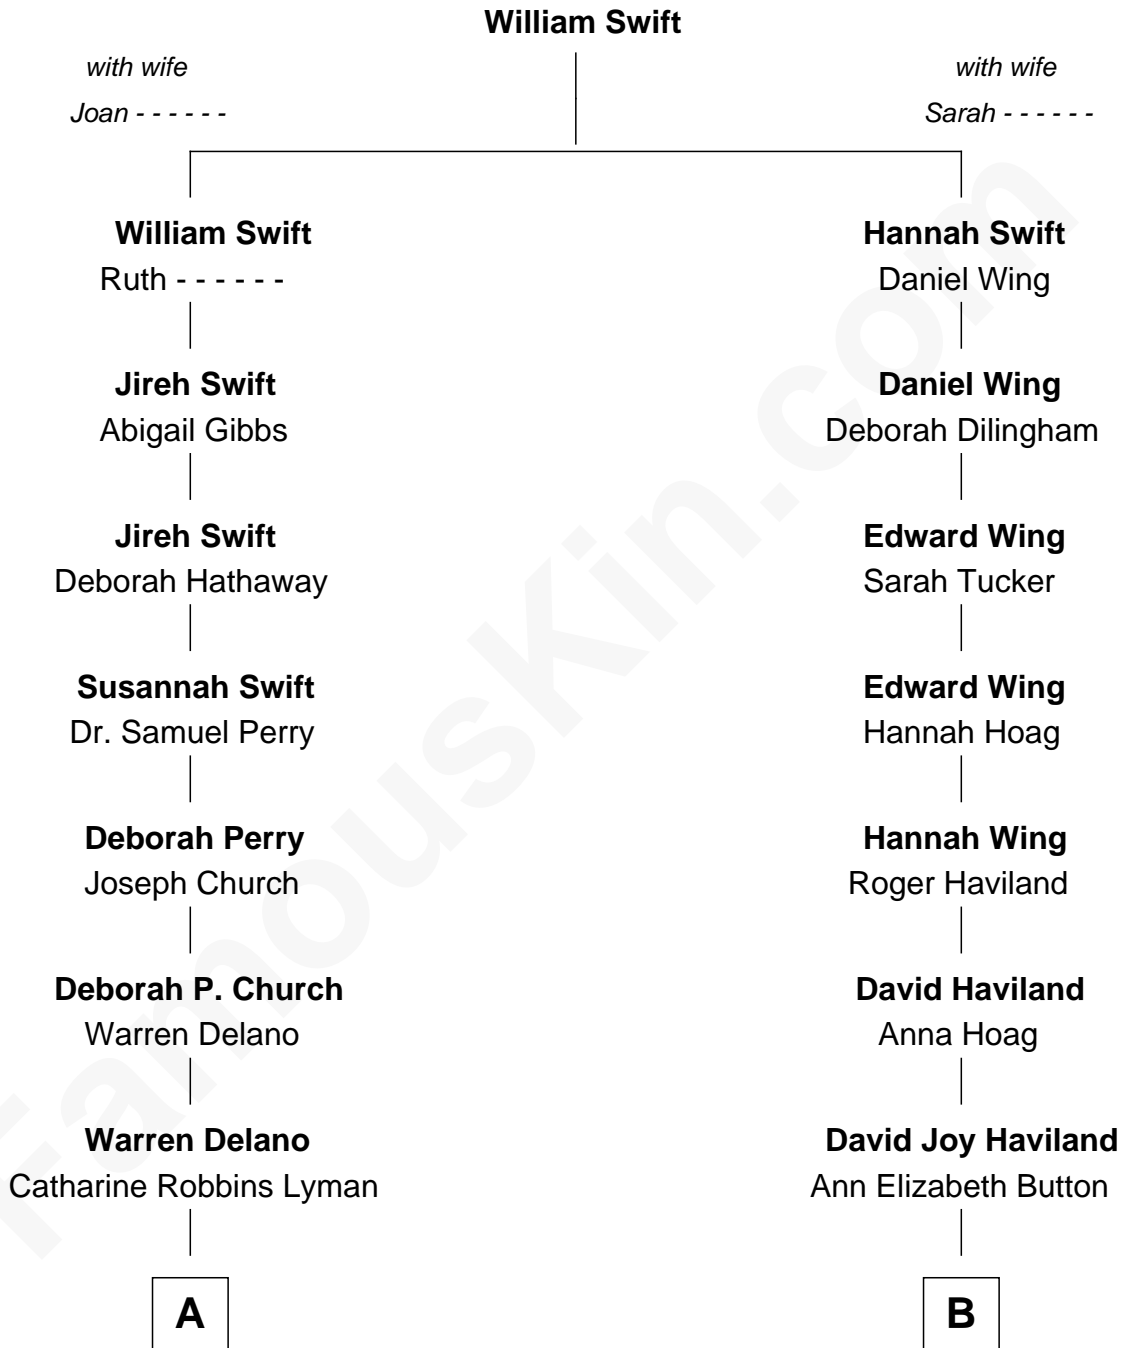 William Swift
with wife
Joan - - - - - -
with wife
Sarah - - - - - -
William Swift
Ruth - - - - - -
Hannah Swift
Daniel Wing
Jireh Swift
Abigail Gibbs
Daniel Wing
Deborah Dilingham
Jireh Swift
Deborah Hathaway
Edward Wing
Sarah Tucker
Susannah Swift
Dr. Samuel Perry
Edward Wing
Hannah Hoag
Deborah Perry
Joseph Church
Hannah Wing
Roger Haviland
Deborah P. Church
Warren Delano
David Haviland
Anna Hoag
Warren Delano
Catharine Robbins Lyman
David Joy Haviland
Ann Elizabeth Button
A
B
FamousKin.com